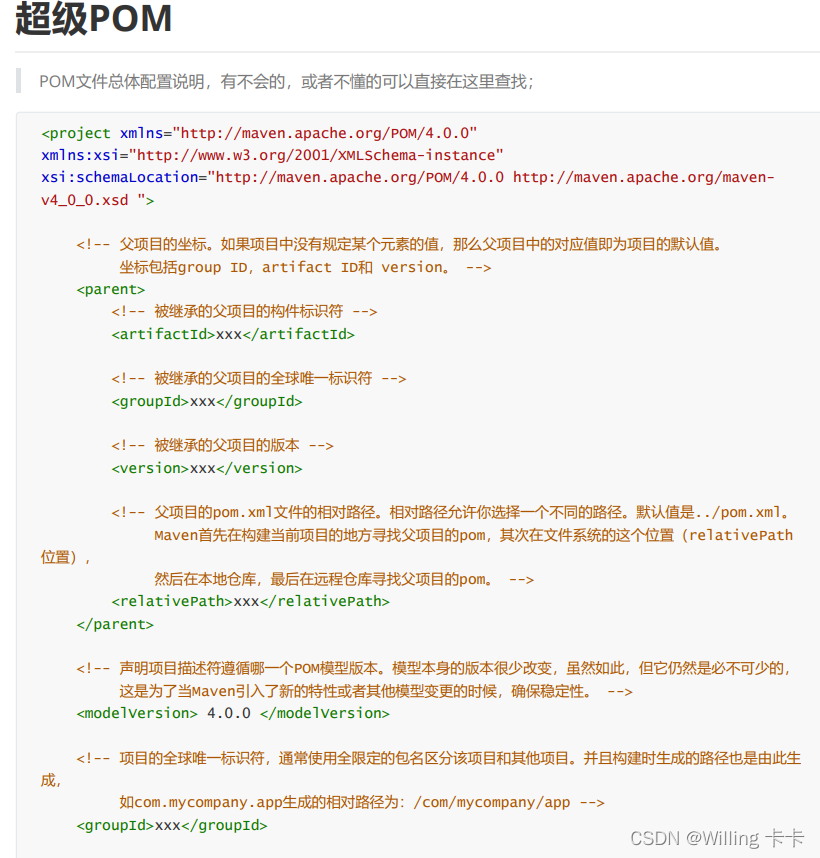 超级POM
POM文件总体配置说明，有不会的，或者不懂的可以直接在这里查找；
<project xmlns="http://maven.apache.org/POM/4.0.0"
xmlns:xsi="http://www.w3.org/2001/XMLSchema-instance"
xsi:schemaLocation="http://maven.apache.org/POM/4.0.0 http://maven.apache.org/maven-
v4_0_0.xsd ">
<!-- 父项目的坐标。如果项目中没有规定某个元素的值，那么父项目中的对应值即为项目的默认值。
坐标包括group ID，artifact ID和 version。 -->
<parent>
<!-- 被继承的父项目的构件标识符 -->
<artifactId>xxx</artifactId>
<!-- 被继承的父项目的全球唯一标识符 -->
<groupId>xxx</groupId>
<!-- 被继承的父项目的版本 -->
<version>xxx</version>
<!-- 父项目的pom.xml文件的相对路径。相对路径允许你选择一个不同的路径。默认值是../pom.xml。
Maven首先在构建当前项目的地方寻找父项目的pom，其次在文件系统的这个位置（relativePath
位置），
然后在本地仓库，最后在远程仓库寻找父项目的pom。 -->
<relativePath>xxx</relativePath>
</parent>
<!-- 声明项目描述符遵循哪一个POM模型版本。模型本身的版本很少改变，虽然如此，但它仍然是必不可少的，
这是为了当Maven引入了新的特性或者其他模型变更的时候，确保稳定性。 -->
<modelVersion> 4.0.0 </modelVersion>
<!-- 项目的全球唯一标识符，通常使用全限定的包名区分该项目和其他项目。并且构建时生成的路径也是由此生
成，
如com.mycompany.app生成的相对路径为：/com/mycompany/app -->
<groupId>xxx</groupId>
CSDN @Willing 卡卡